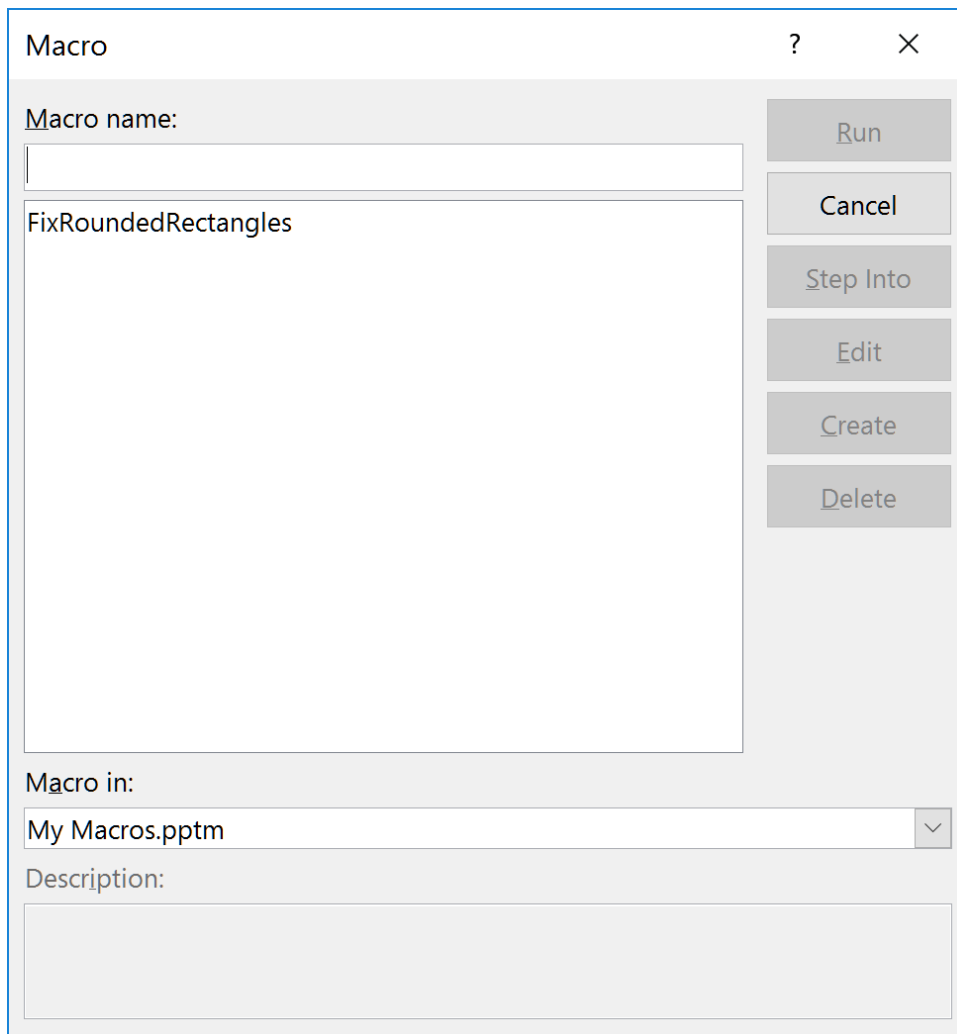 Macro ?
Macro name:
Run
Cancel
FixRoundedRectangles
Step Into
Edit
Create
Delete
Macro in:
My Macros.pptm
Description: